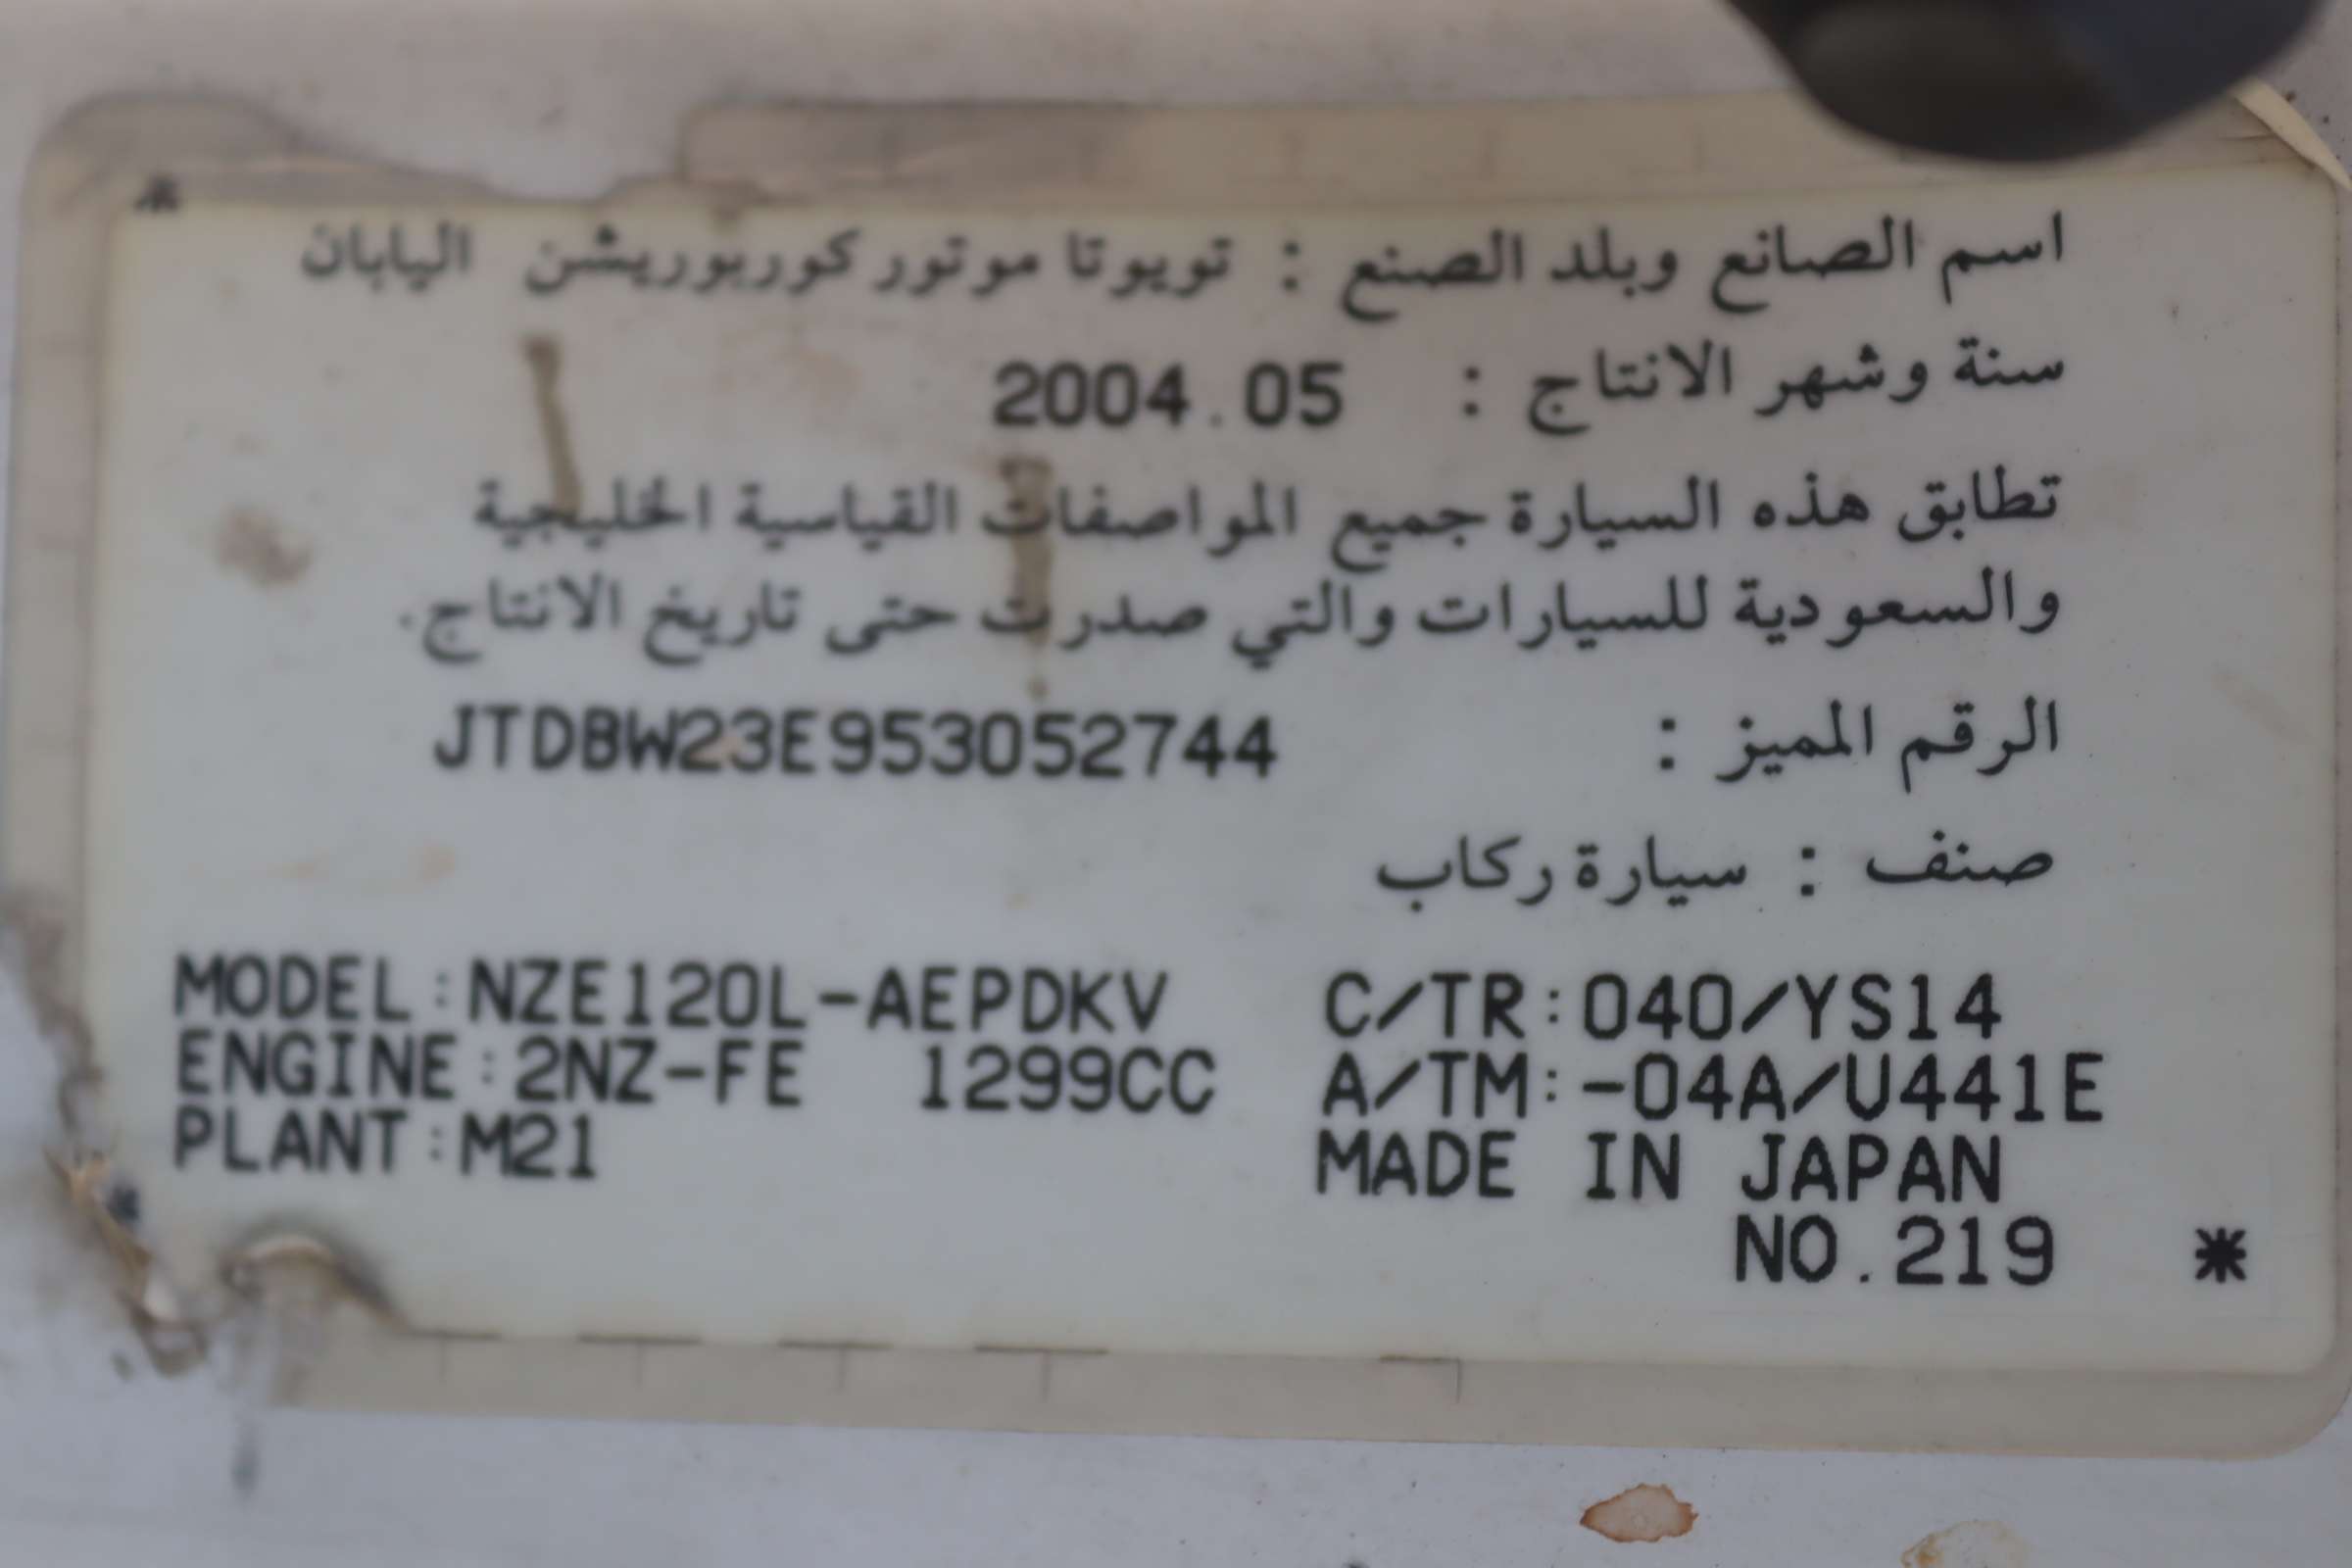 اسم الصانع وبلد الصنع : تويوتا موتور كوربوريشن اليابان
سنة وشهر الانتاج : 2004.05
تطابق هذه السيارة جميع المواصفات القياسية الخليجية
والسعودية للسيارات والتي صدرت حتى تاريخ الانتاج.
الرقم المميز : JTDBW23E953052744
صنف : سيارة ركاب
MODEL:NZE120L-AEPDKV C/TR:040/YS14
ENGINE:2NZ-FE 1299CC A/TM:-04A/U441E
PLANT:M21 MADE IN JAPAN
NO.219 *